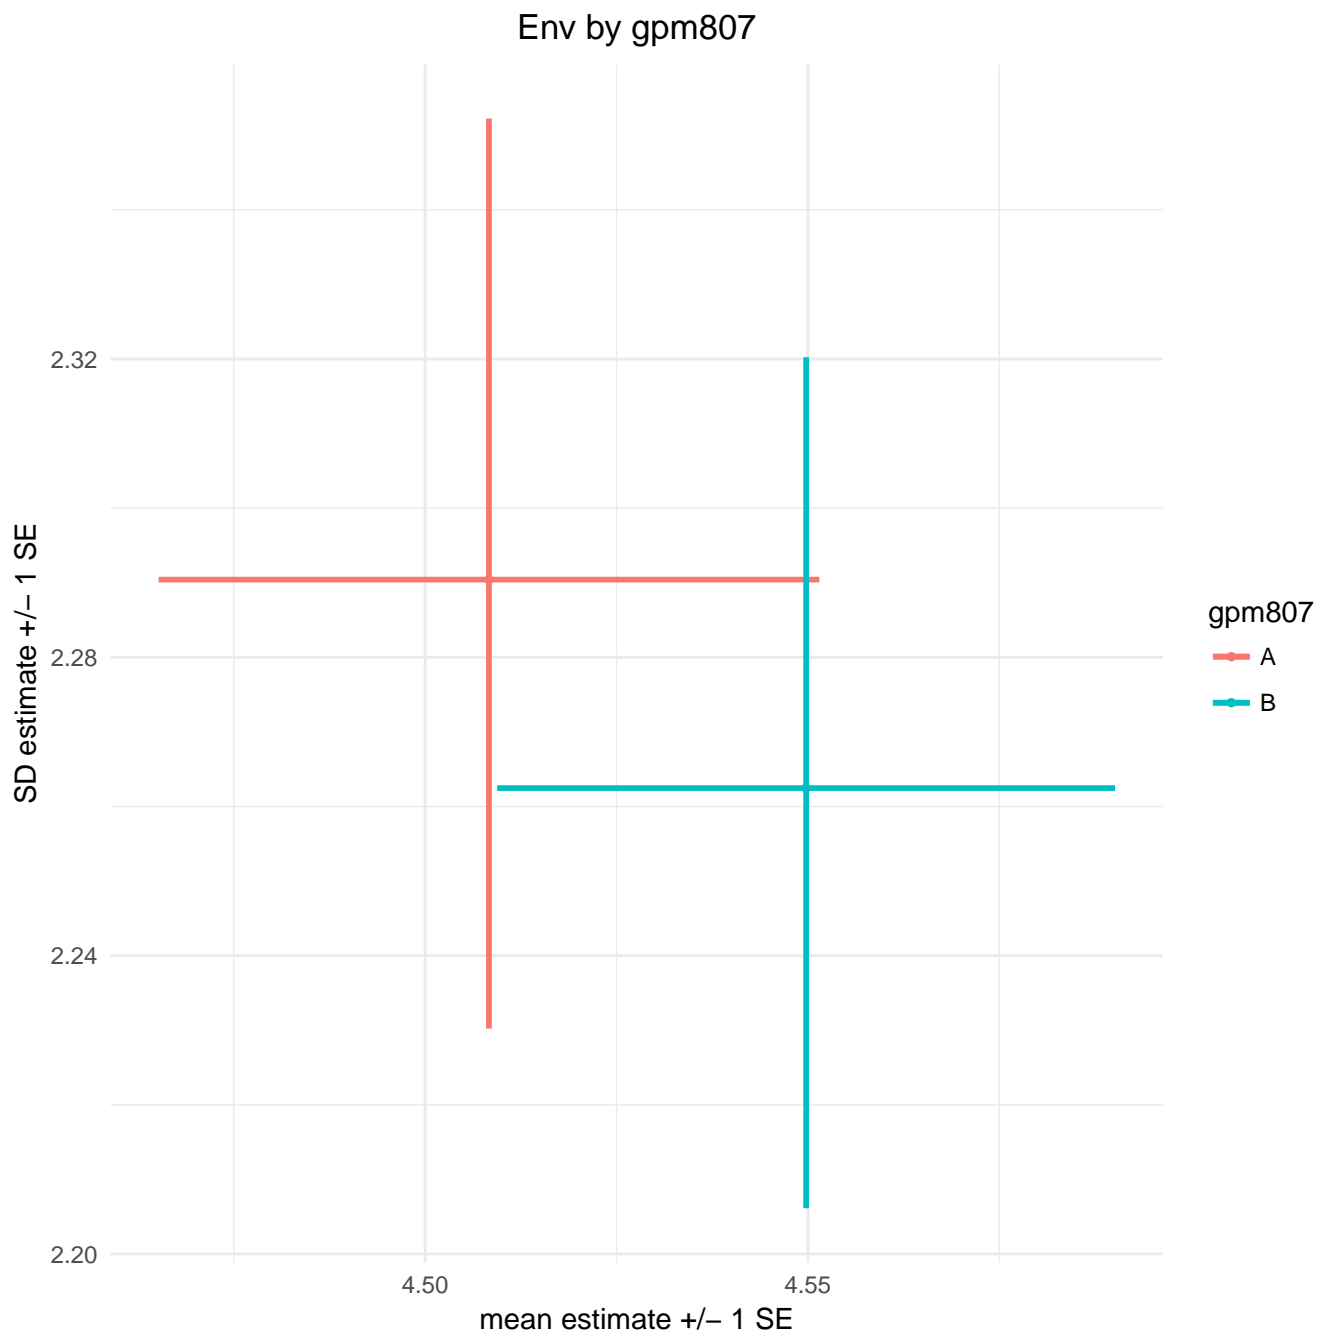 Env by gpm807
SD estimate +/− 1 SE
2.32
2.28
2.24
2.20
4.50
4.55
mean estimate +/− 1 SE
gpm807
A
B